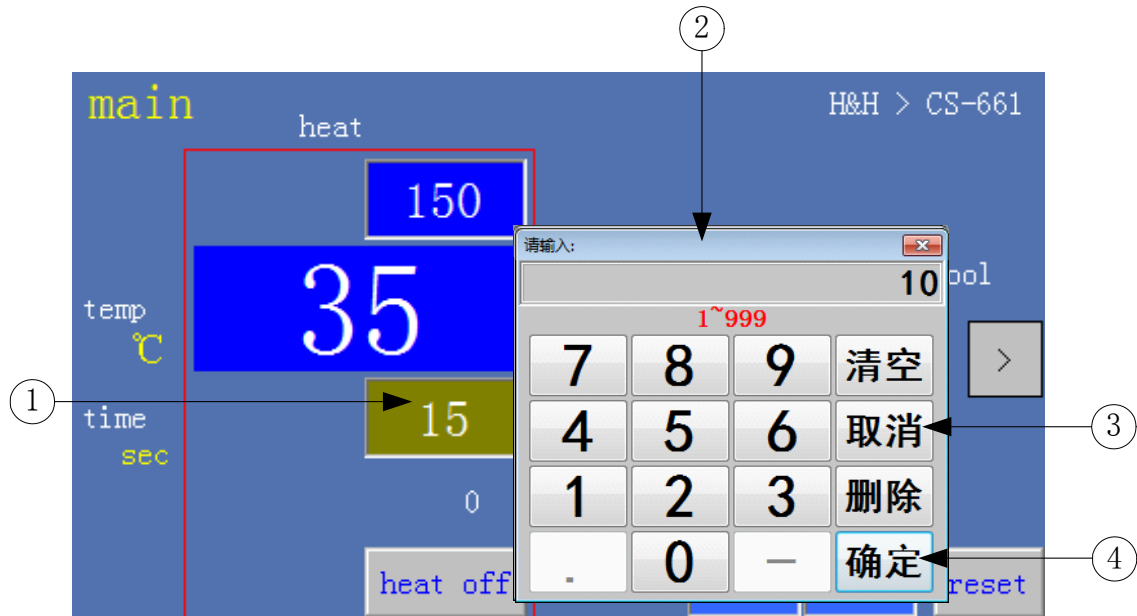 2
main
H&H > CS-661
heat
150
请输入:
10
ool
1~999
35
temp
℃
7 8 9 清空
>
1
time
15
sec
4 5 6 取消
3
0
1 2 3 删除
heat off
. 0 - 确定
4
reset